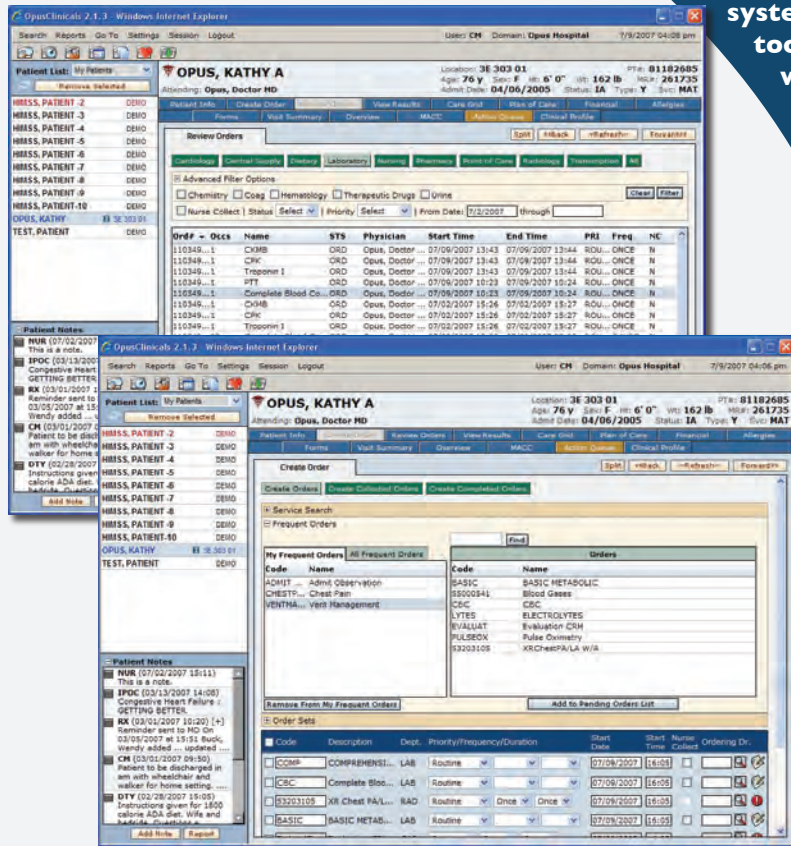 syste
too
w
OpusClinicals 2.1.3 - Windows Internet Explorer
Search Reports Go To Settings Session Logout User: CM Domain: Opus Hospital 7/9/2007 04:08 pm
Patient List: My Patients
Remove Selected
HIMSS, PATIENT -2 DEMO
HIMSS, PATIENT -3 DEMO
HIMSS, PATIENT -4 DEMO
HIMSS, PATIENT -5 DEMO
HIMSS, PATIENT -6 DEMO
HIMSS, PATIENT -7 DEMO
HIMSS, PATIENT -8 DEMO
HIMSS, PATIENT -9 DEMO
HIMSS, PATIENT-10 DEMO
OPUS, KATHY 3E 303 01
TEST, PATIENT DEMO
OPUS, KATHY A
Attending: Opus, Doctor MD
Location: 3E 303 01 PT#: 81182685
Age: 76 y Sex: F Ht: 6' 0" Wt: 162 lb MR#: 261735
Admit Date: 04/06/2005 Status: IA Type: Y Svc: MAT
Patient Info Create Order Review Orders View Results Care Grid Plan of Care Financial Allergies
Forms Visit Summary Overview MACC Action Queue Clinical Profile
Review Orders Split <<Back >Refresh< Forward>>
Cardiology Central Supply Dietary Laboratory Nursing Pharmacy Point of Care Radiology Transcription All
Advanced Filter Options
Chemistry Coag Hematology Therapeutic Drugs Urine Clear Filter
Nurse Collect | Status Select | Priority Select | From Date: 7/2/2007 through
Ord# Occs Name STS Physician Start Time End Time PRI Freq NC
110349...1 CKMB ORD Opus, Doctor ... 07/09/2007 13:43 07/09/2007 13:44 ROU... ONCE N
110349...1 CPK ORD Opus, Doctor ... 07/09/2007 13:43 07/09/2007 13:44 ROU... ONCE N
110349...1 Troponin I ORD Opus, Doctor ... 07/09/2007 13:43 07/09/2007 13:44 ROU... ONCE N
110349...1 PTT ORD Opus, Doctor ... 07/09/2007 10:23 07/09/2007 10:24 ROU... ONCE N
110349...1 Complete Blood Co... ORD Opus, Doctor ... 07/09/2007 10:23 07/09/2007 10:24 ROU... ONCE N
110349...1 CKMB ORD Opus, Doctor ... 07/02/2007 15:26 07/02/2007 15:27 ROU... ONCE N
110349...1 CPK ORD Opus, Doctor ... 07/02/2007 15:26 07/02/2007 15:27 ROU... ONCE N
110349...1 Troponin I ORD Opus, Doctor ... 07/02/2007 15:26 07/02/2007 15:27 ROU... ONCE N
Patient Notes
NUR (07/02/2007
This is a note.
IPOC (03/13/2007
Congestive Heart
GETTING BETTER
RX (03/01/2007 1
Reminder sent to
03/05/2007 at 15:
Wendy added ... u
CM (03/01/2007 0
Patient to be disch
am with wheelcha
walker for home s
DTY (02/28/2007
Instructions given
calorie ADA diet.
Add Note
OpusClinicals 2.1.3 - Windows Internet Explorer
Search Reports Go To Settings Session Logout User: CM Domain: Opus Hospital 7/9/2007 04:06 pm
Patient List: My Patients
Remove Selected
HIMSS, PATIENT -2 DEMO
HIMSS, PATIENT -3 DEMO
HIMSS, PATIENT -4 DEMO
HIMSS, PATIENT -5 DEMO
HIMSS, PATIENT -6 DEMO
HIMSS, PATIENT -7 DEMO
HIMSS, PATIENT -8 DEMO
HIMSS, PATIENT -9 DEMO
HIMSS, PATIENT-10 DEMO
OPUS, KATHY 3E 303 01
TEST, PATIENT DEMO
OPUS, KATHY A
Attending: Opus, Doctor MD
Location: 3E 303 01 PT#: 81182685
Age: 76 y Sex: F Ht: 6' 0" Wt: 162 lb MR#: 261735
Admit Date: 04/06/2005 Status: IA Type: Y Svc: MAT
Patient Info Create Order Review Orders View Results Care Grid Plan of Care Financial Allergies
Forms Visit Summary Overview MACC Action Queue Clinical Profile
Create Order Split <<Back >Refresh< Forward>>
Create Orders Create Collected Orders Create Completed Orders
Service Search
Frequent Orders
Find
My Frequent Orders All Frequent Orders
Code Name
ADMIT ... Admit Observation
CHESTP... Chest Pain
VENTMA... Vent Management
Orders
Code Name
BASIC BASIC METABOLIC
55000541 Blood Gases
CBC CBC
LYTES ELECTROLYTES
EVALUAT Evaluation CRH
PULSEOX Pulse Oximetry
53203105 XRChestPA/LA W/A
Remove From My Frequent Orders Add to Pending Orders List
Order Sets
Code Description Dept. Priority/Frequency/Duration Start Date Start Time Nurse Collect Ordering Dr.
COMP COMPREHENSI... LAB Routine 07/09/2007 16:05
CBC Complete Bloo... LAB Routine 07/09/2007 16:05
53203105 XR Chest PA/L... RAD Routine Once Once 07/09/2007 16:05
BASIC BASIC METAB... LAB Routine 07/09/2007 16:05
Patient Notes
NUR (07/02/2007 15:11)
This is a note.
IPOC (03/13/2007 14:08)
Congestive Heart Failure :
GETTING BETTER
RX (03/01/2007 10:20) [+]
Reminder sent to MD On
03/05/2007 at 15:51 Buck,
Wendy added ... updated ....
CM (03/01/2007 09:50)
Patient to be discharged in
am with wheelchair and
walker for home setting. ....
DTY (02/28/2007 15:05)
Instructions given for 1800
calorie ADA diet. Wife and
Add Note Report